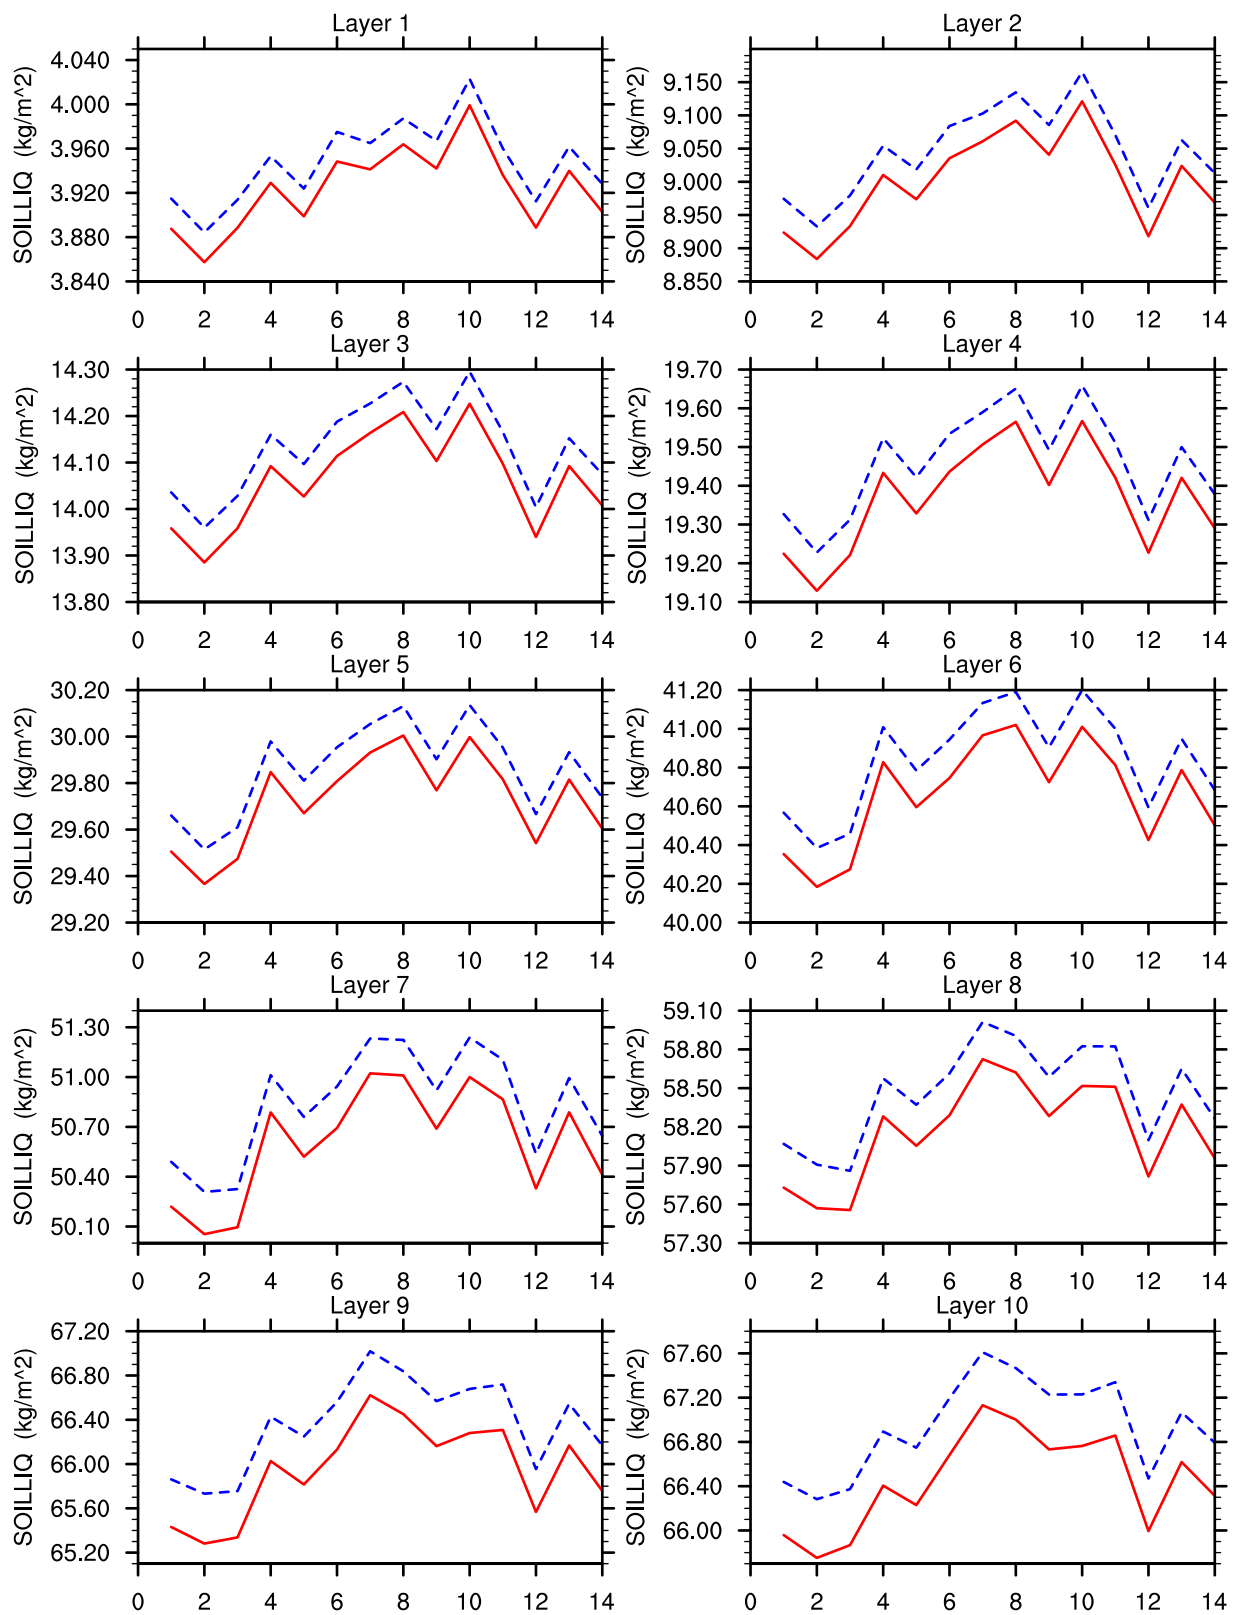 Layer 1
SOILLIQ (kg/m^2)
4.040
4.000
3.960
3.920
3.880
3.840
0 2 4 6 8 10 12 14
Layer 2
SOILLIQ (kg/m^2)
9.150
9.100
9.050
9.000
8.950
8.900
8.850
0 2 4 6 8 10 12 14
Layer 3
SOILLIQ (kg/m^2)
14.30
14.20
14.10
14.00
13.90
13.80
0 2 4 6 8 10 12 14
Layer 4
SOILLIQ (kg/m^2)
19.70
19.60
19.50
19.40
19.30
19.20
19.10
0 2 4 6 8 10 12 14
Layer 5
SOILLIQ (kg/m^2)
30.20
30.00
29.80
29.60
29.40
29.20
0 2 4 6 8 10 12 14
Layer 6
SOILLIQ (kg/m^2)
41.20
41.00
40.80
40.60
40.40
40.20
40.00
0 2 4 6 8 10 12 14
Layer 7
SOILLIQ (kg/m^2)
51.30
51.00
50.70
50.40
50.10
0 2 4 6 8 10 12 14
Layer 8
SOILLIQ (kg/m^2)
59.10
58.80
58.50
58.20
57.90
57.60
57.30
0 2 4 6 8 10 12 14
Layer 9
SOILLIQ (kg/m^2)
67.20
66.80
66.40
66.00
65.60
65.20
0 2 4 6 8 10 12 14
Layer 10
SOILLIQ (kg/m^2)
67.60
67.20
66.80
66.40
66.00
0 2 4 6 8 10 12 14